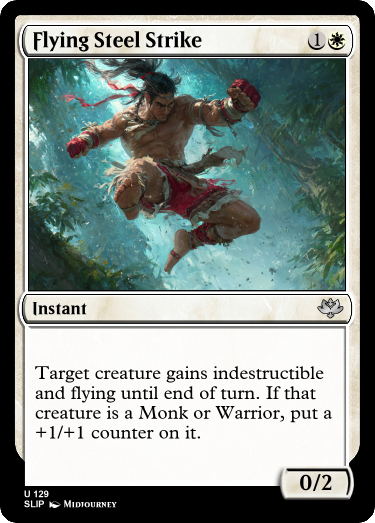 Flying Steel Strike 1
Instant
Target creature gains indestructible
and flying until end of turn. If that
creature is a Monk or Warrior, put a
+1/+1 counter on it.
0/2
U 129
SLIP Midjourney